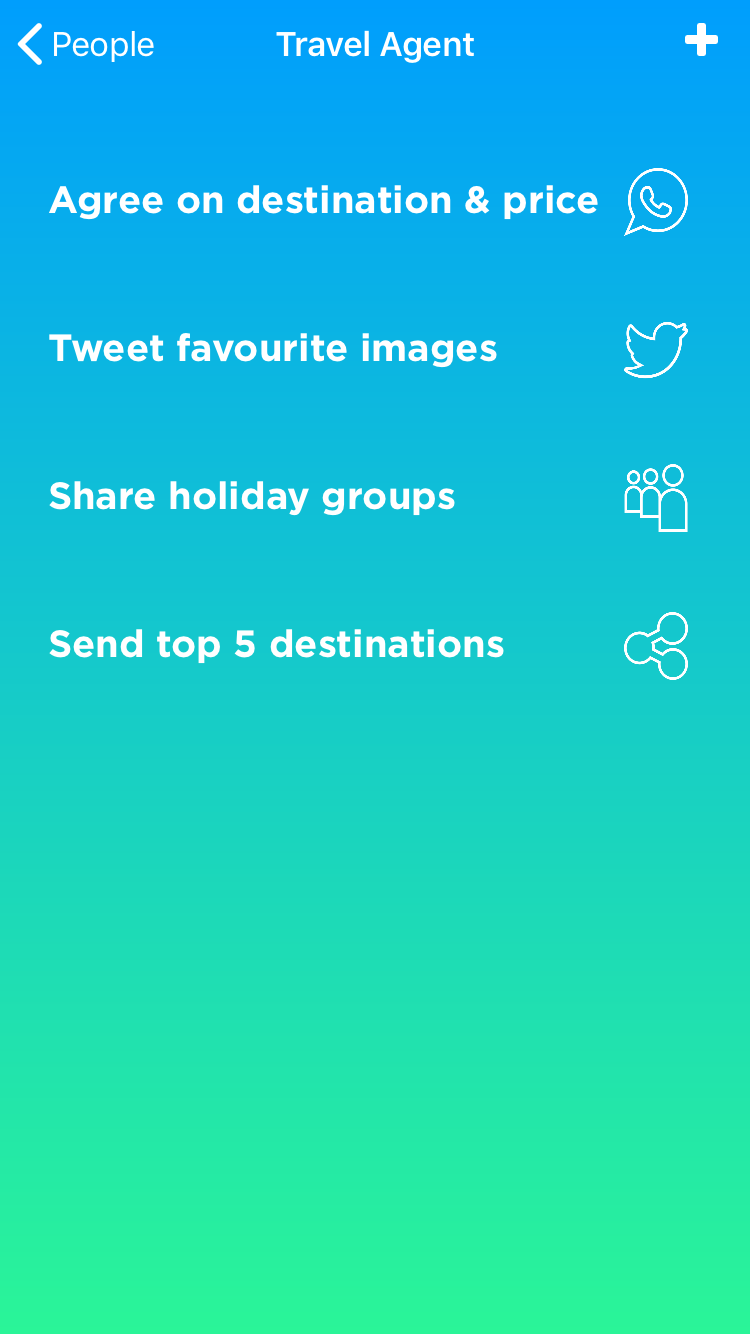 People
Travel Agent
Agree on destination & price
Tweet favourite images
Share holiday groups
Send top 5 destinations